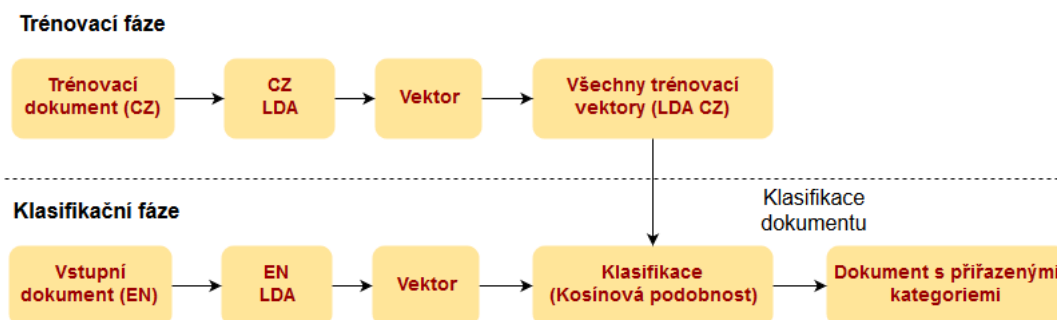 Trénovací fáze
Trénovací
dokument (CZ)
CZ
LDA
Vektor
Všechny trénovací
vektory (LDA CZ)
Klasifikace
dokumentu
Klasifikační fáze
Vstupní
dokument (EN)
EN
LDA
Vektor
Klasifikace
(Kosínová podobnost)
Dokument s přiřazenými
kategoriemi